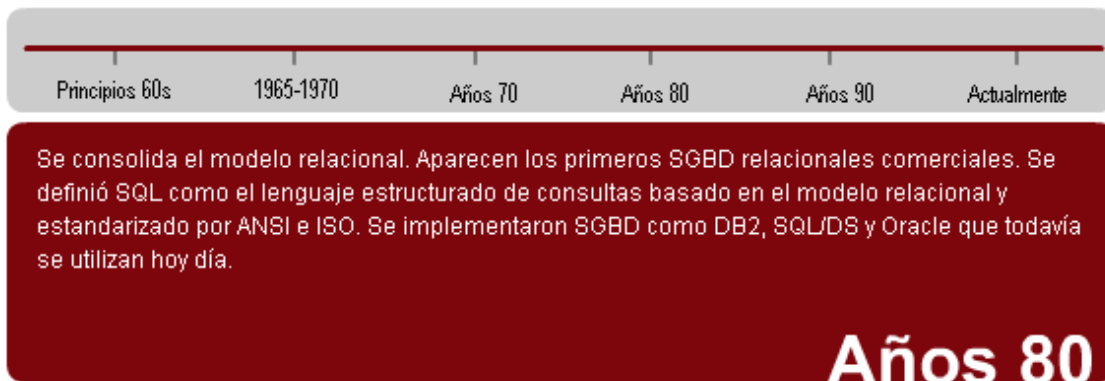 Principios 60s 1965-1970 Años 70 Años 80 Años 90 Actualmente
Se consolida el modelo relacional. Aparecen los primeros SGBD relacionales comerciales. Se
definió SQL como el lenguaje estructurado de consultas basado en el modelo relacional y
estandarizado por ANSI e ISO. Se implementaron SGBD como DB2, SQL/DS y Oracle que todavía
se utilizan hoy día.
Años 80